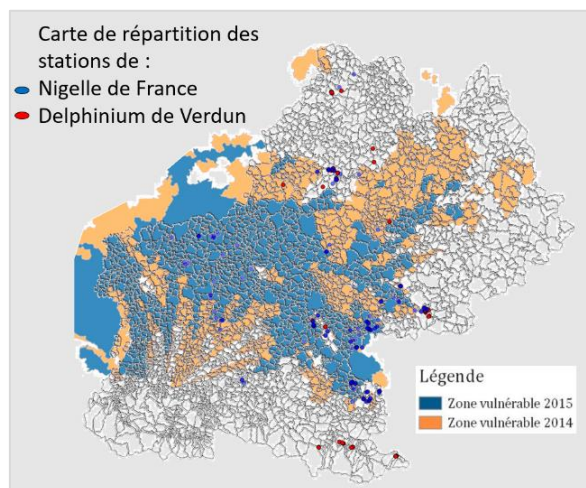 Carte de répartition des
stations de :
Nigelle de France
Delphinium de Verdun
Légende
Zone vulnérable 2015
Zone vulnérable 2014